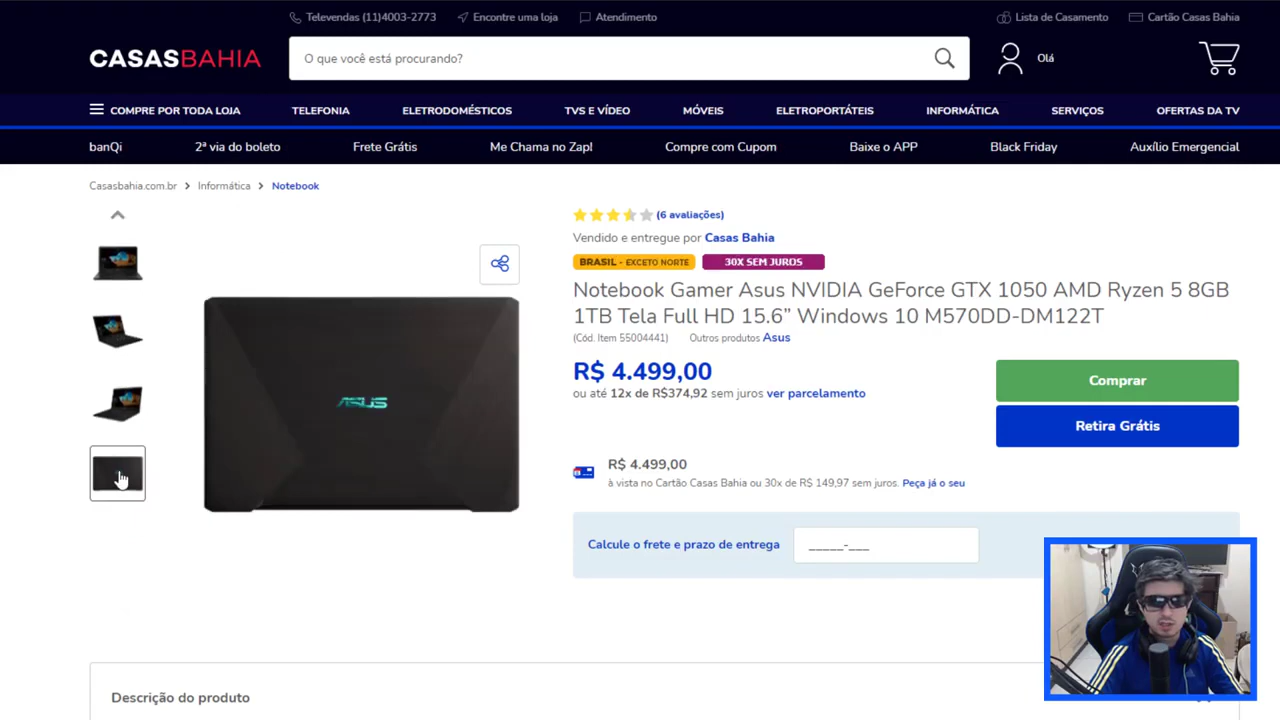 Televendas (11)4003-2773
Encontre uma loja
Atendimento
Lista de Casamento
Cartão Casas Bahia
CASASBAHIA
O que você está procurando?
Olá
COMPRE POR TODA LOJA
TELEFONIA
ELETRODOMÉSTICOS
TVS E VÍDEO
MÓVEIS
ELETROPORTÁTEIS
INFORMÁTICA
SERVIÇOS
OFERTAS DA TV
banQi
2ª via do boleto
Frete Grátis
Me Chama no Zap!
Compre com Cupom
Baixe o APP
Black Friday
Auxílio Emergencial
Casasbahia.com.br > Informática > Notebook
(6 avaliações)
Vendido e entregue por Casas Bahia
BRASIL - EXCETO NORTE
30X SEM JUROS
Notebook Gamer Asus NVIDIA GeForce GTX 1050 AMD Ryzen 5 8GB
1TB Tela Full HD 15.6” Windows 10 M570DD-DM122T
(Cód. Item 55004441) Outros produtos Asus
R$ 4.499,00
ou até 12x de R$374,92 sem juros ver parcelamento
Comprar
Retira Grátis
ASUS
R$ 4.499,00
à vista no Cartão Casas Bahia ou 30x de R$ 149,97 sem juros. Peça já o seu
Calcule o frete e prazo de entrega
_____-___
Descrição do produto